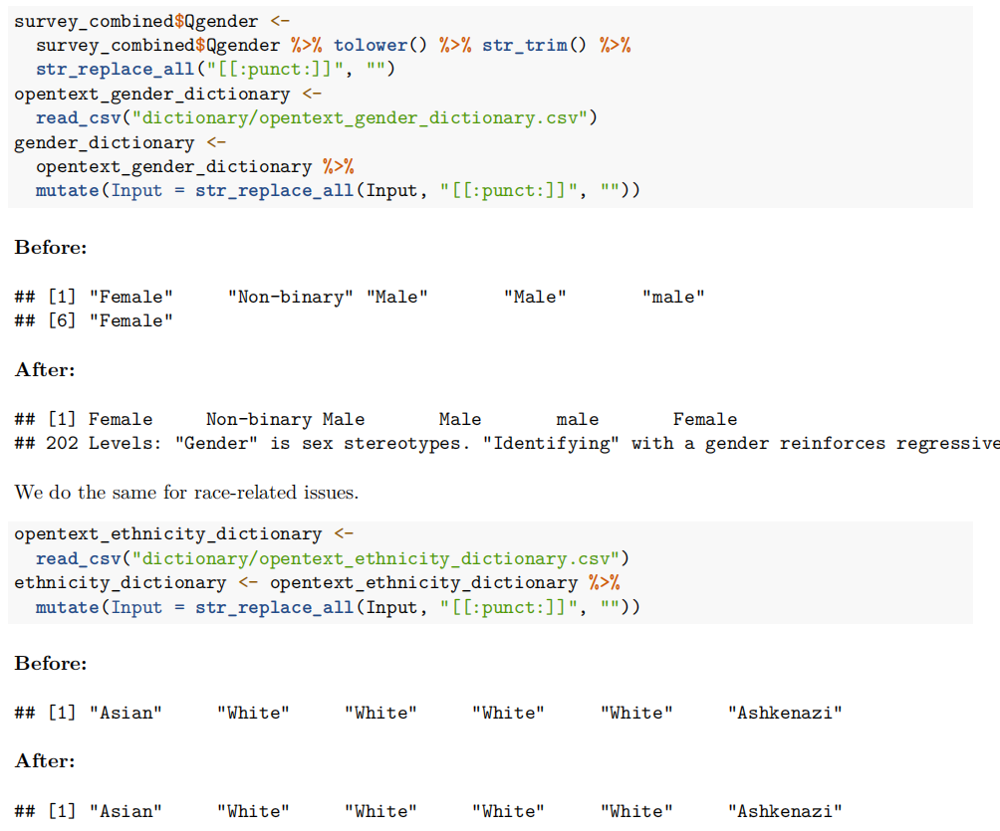 survey_combined$Qgender <-
survey_combined$Qgender %>% tolower() %>% str_trim() %>%
str_replace_all("[[:punct:]]", "")
opentext_gender_dictionary <-
read_csv("dictionary/opentext_gender_dictionary.csv")
gender_dictionary <-
opentext_gender_dictionary %>%
mutate(Input = str_replace_all(Input, "[[:punct:]]", ""))
Before:
## [1] "Female" "Non-binary" "Male" "Male" "male"
## [6] "Female"
After:
## [1] Female Non-binary Male Male male Female
## 202 Levels: "Gender" is sex stereotypes. "Identifying" with a gender reinforces regressive
We do the same for race-related issues.
opentext_ethnicity_dictionary <-
read_csv("dictionary/opentext_ethnicity_dictionary.csv")
ethnicity_dictionary <- opentext_ethnicity_dictionary %>%
mutate(Input = str_replace_all(Input, "[[:punct:]]", ""))
Before:
## [1] "Asian" "White" "White" "White" "White" "Ashkenazi"
After:
## [1] "Asian" "White" "White" "White" "White" "Ashkenazi"